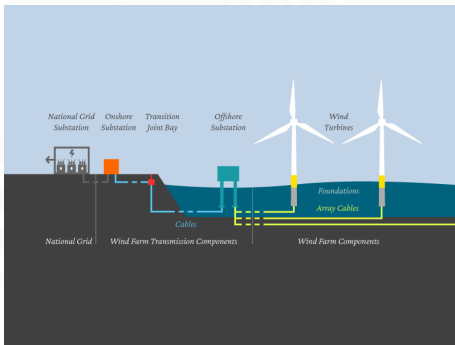 National Grid
Substation
Onshore
Substation
Transition
Joint Bay
Offshore
Substation
Wind
Turbines
Foundations
Array Cables
Cables
National Grid
Wind Farm Transmission Components
Wind Farm Components